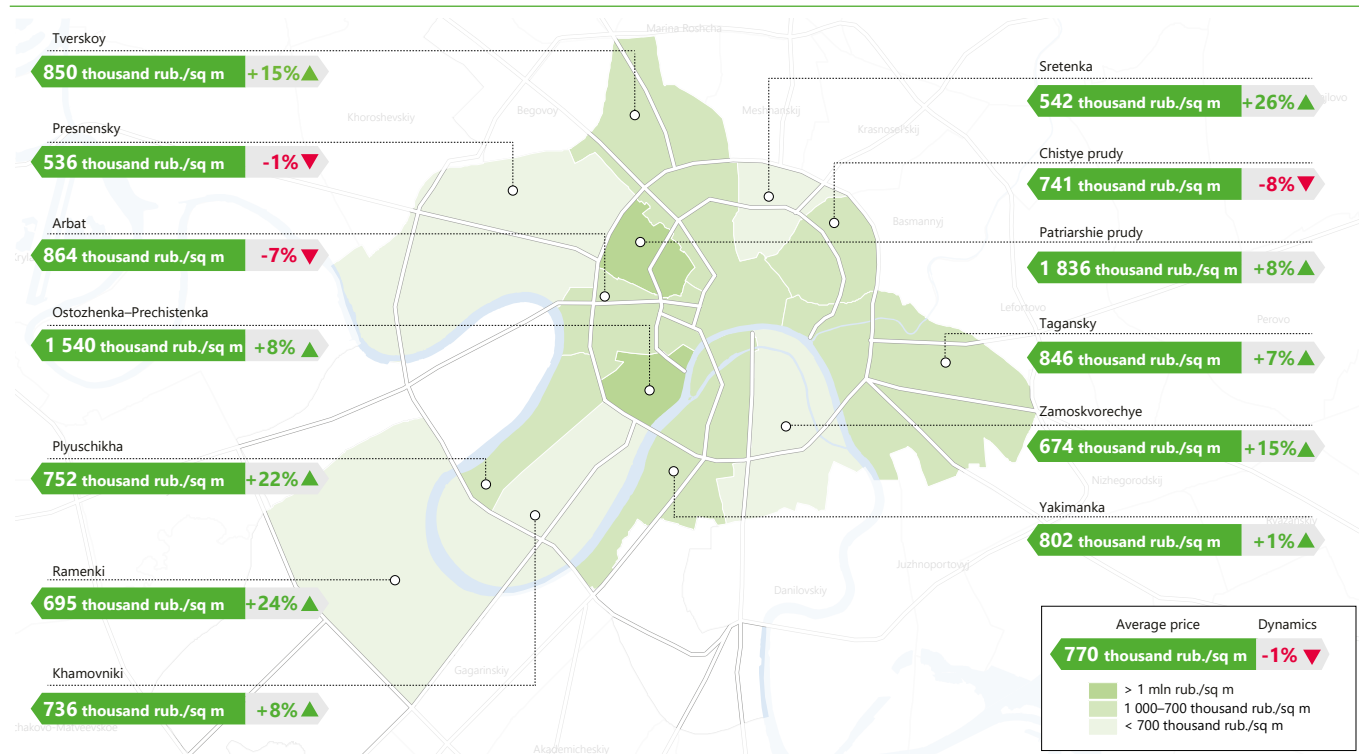 Tverskoy
850 thousand rub./sq m +15%
Presnensky
536 thousand rub./sq m -1%
Arbat
864 thousand rub./sq m -7%
Ostozhenka–Prechistenka
1 540 thousand rub./sq m +8%
Plyuschikha
752 thousand rub./sq m +22%
Ramenki
695 thousand rub./sq m +24%
Khamovniki
736 thousand rub./sq m +8%
Marina Roshcha
Begovoy
Khoroshevskiy
Krasnosel'skij
Basmannyj
Lefortovo
Perovo
Nizhegorodskij
Juzhnoportovyj
Danilovskiy
Gagarinskiy
Akademicheskiy
Sretenka
542 thousand rub./sq m +26%
Chistye prudy
741 thousand rub./sq m -8%
Patriarshie prudy
1 836 thousand rub./sq m +8%
Tagansky
846 thousand rub./sq m +7%
Zamoskvorechye
674 thousand rub./sq m +15%
Yakimanka
802 thousand rub./sq m +1%
Average price Dynamics
770 thousand rub./sq m -1%
> 1 mln rub./sq m
1 000–700 thousand rub./sq m
< 700 thousand rub./sq m